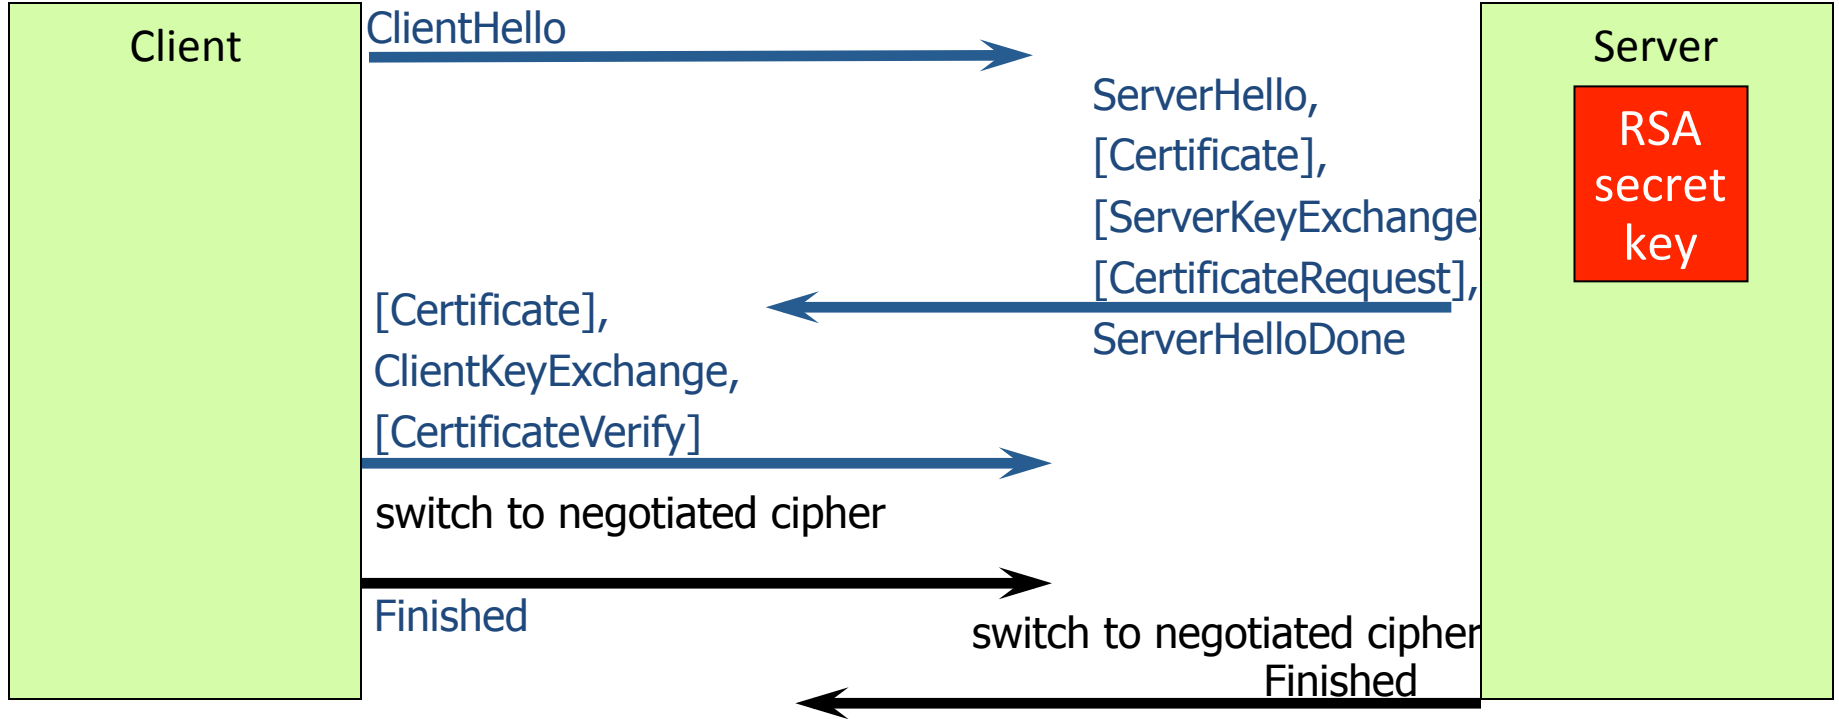 Client
ClientHello
Server
RSA
secret
key
ServerHello,
[Certificate],
[ServerKeyExchange]
[CertificateRequest],
ServerHelloDone
[Certificate],
ClientKeyExchange,
[CertificateVerify]
switch to negotiated cipher
Finished
switch to negotiated cipher
Finished